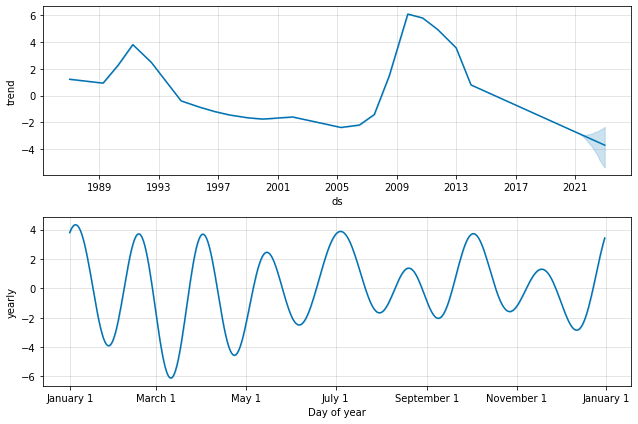 6
4
2
0
−2
−4
trend
1989 1993 1997 2001 2005 2009 2013 2017 2021
ds
4
2
0
−2
−4
−6
yearly
January 1 March 1 May 1 July 1 September 1 November 1 January 1
Day of year